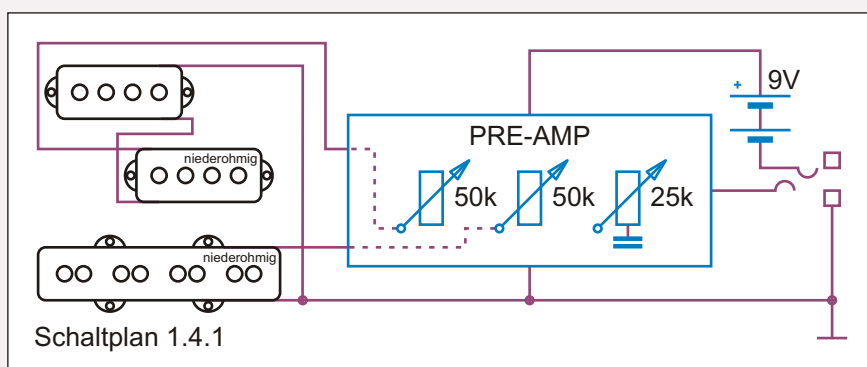 niederohmig
niederohmig
PRE-AMP
50k 50k 25k
+ 9V
Schaltplan 1.4.1